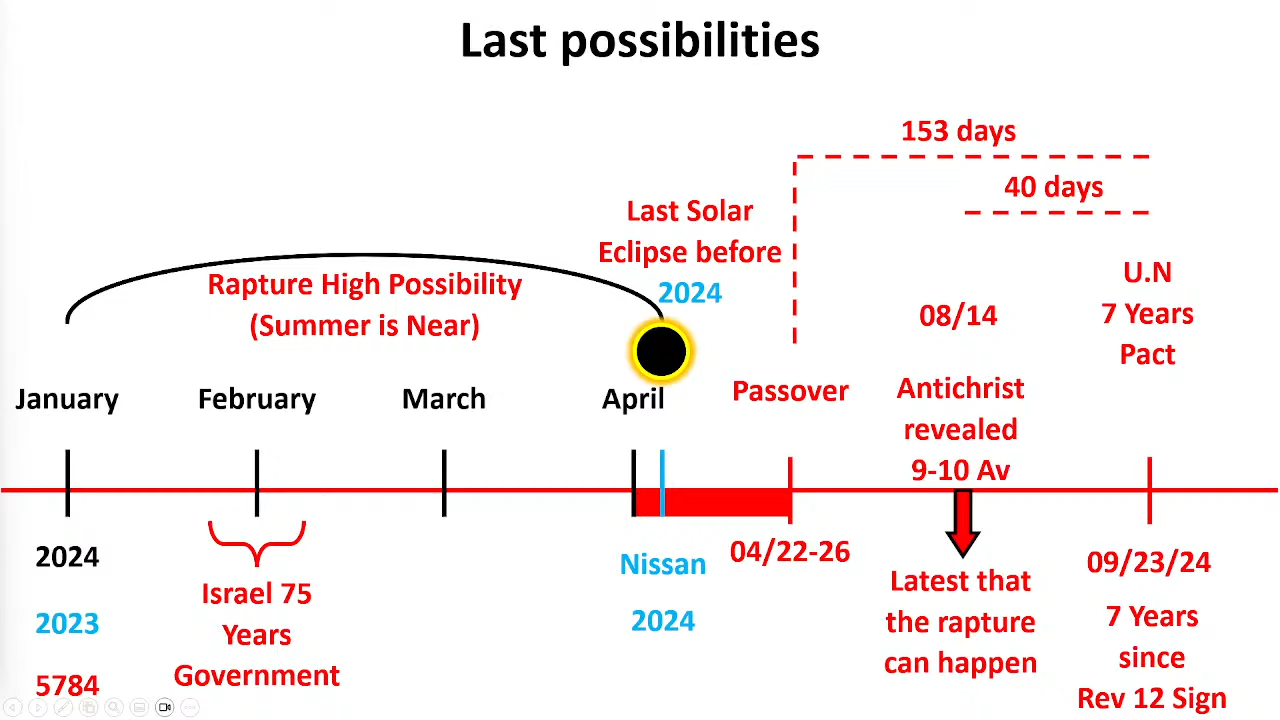 Last possibilities
153 days
40 days
Last Solar
Eclipse before
2024
Rapture High Possibility
(Summer is Near)
U.N
7 Years
Pact
08/14
January
February
March
April
Passover
Antichrist
revealed
9-10 Av
2024
2023
5784
Israel 75
Years
Government
Nissan
2024
04/22-26
Latest that
the rapture
can happen
09/23/24
7 Years
since
Rev 12 Sign